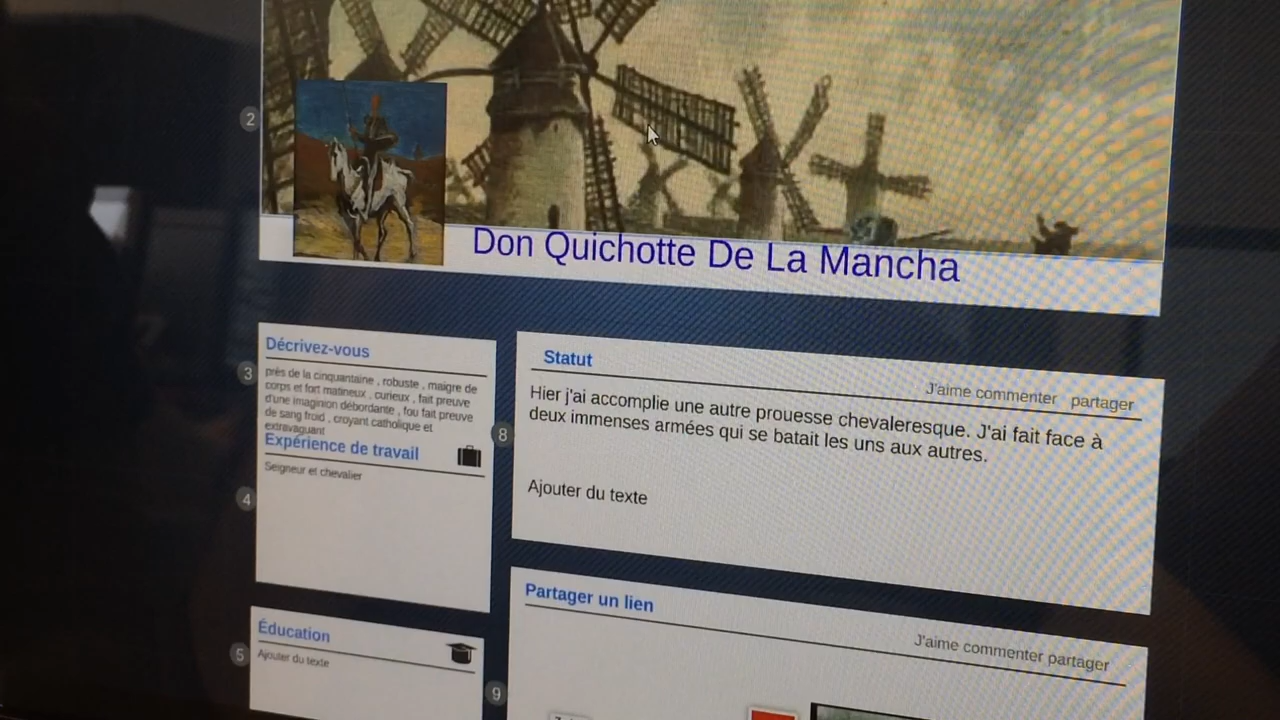 2
Don Quichotte De La Mancha
Décrivez-vous
3
près de la cinquantaine , robuste , maigre de
corps et fort matineux , curieux , fait preuve
d'une imaginion débordante , fou fait preuve
de sang froid , croyant catholique et
extravaguant
Expérience de travail
4
Seigneur et chevalier
Éducation
5
Ajouter du texte
Statut
J'aime commenter partager
8
Hier j'ai accomplie une autre prouesse chevaleresque. J'ai fait face à
deux immenses armées qui se batait les uns aux autres.
Ajouter du texte
Partager un lien
J'aime commenter partager
9